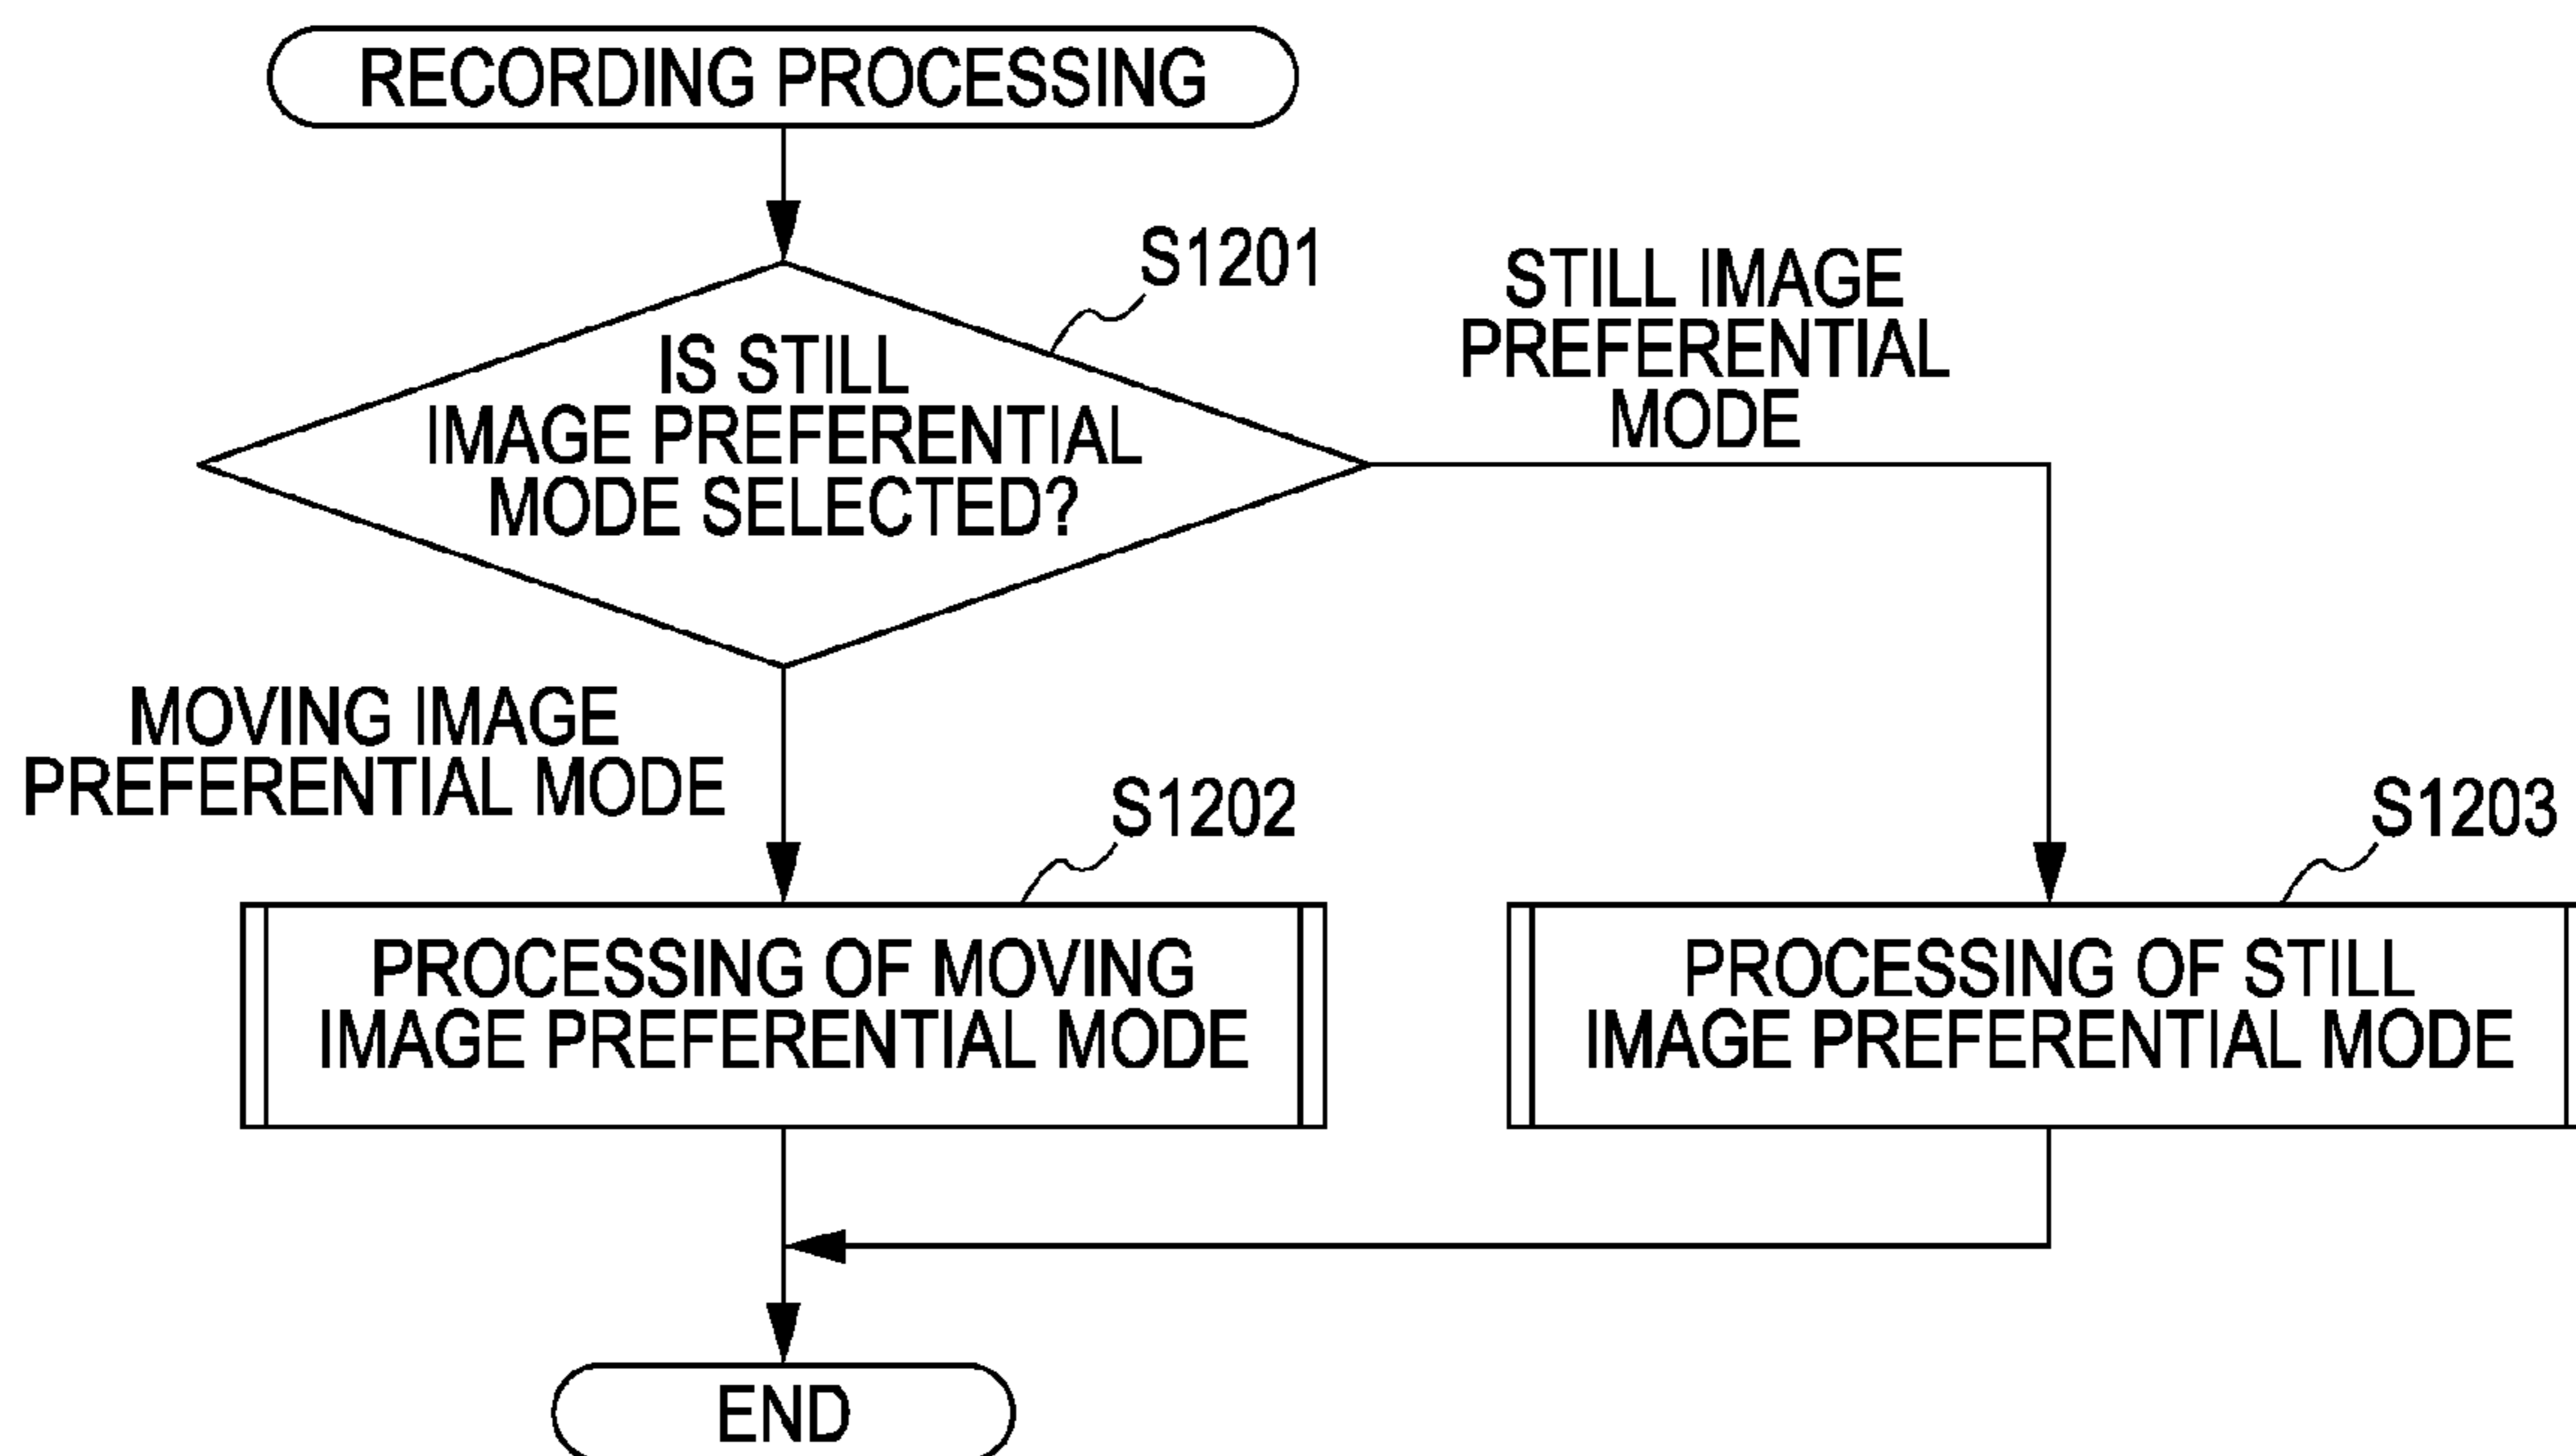 RECORDING PROCESSING
S1201
IS STILL
IMAGE PREFERENTIAL
MODE SELECTED?
STILL IMAGE
PREFERENTIAL
MODE
MOVING IMAGE
PREFERENTIAL MODE
S1202
S1203
PROCESSING OF MOVING
IMAGE PREFERENTIAL MODE
PROCESSING OF STILL
IMAGE PREFERENTIAL MODE
END